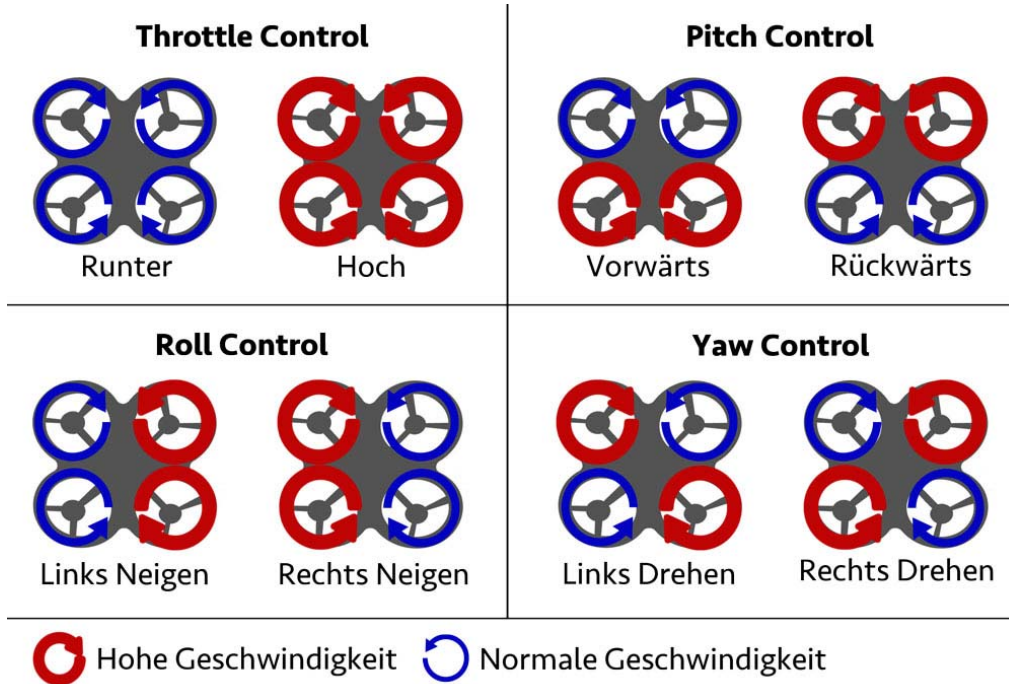 Throttle Control
Runter
Hoch
Pitch Control
Vorwärts
Rückwärts
Roll Control
Links Neigen
Rechts Neigen
Yaw Control
Links Drehen
Rechts Drehen
Hohe Geschwindigkeit
Normale Geschwindigkeit